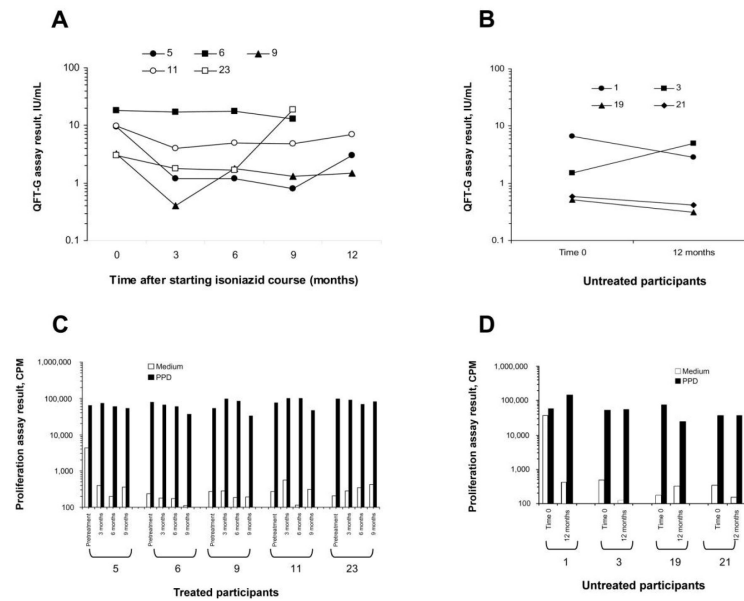 A
5 6 9
11 23
100
10
1
0.1
QFT-G assay result, IU/mL
0 3 6 9 12
Time after starting isoniazid course (months)
B
1 3
19 21
100
10
1
0.1
QFT-G assay result, IU/mL
Time 0 12 months
Untreated participants
C
Medium
PPD
1,000,000
100,000
10,000
1,000
100
Proliferation assay result, CPM
Pretreatment 3 months 6 months 9 months Pretreatment 3 months 6 months 9 months Pretreatment 3 months 6 months 9 months Pretreatment 3 months 6 months 9 months Pretreatment 3 months 6 months 9 months
5 6 9 11 23
Treated participants
D
Medium
PPD
1,000,000
100,000
10,000
1,000
100
Proliferation assay result, CPM
Time 0 12 months Time 0 12 months Time 0 12 months Time 0 12 months
1 3 19 21
Untreated participants